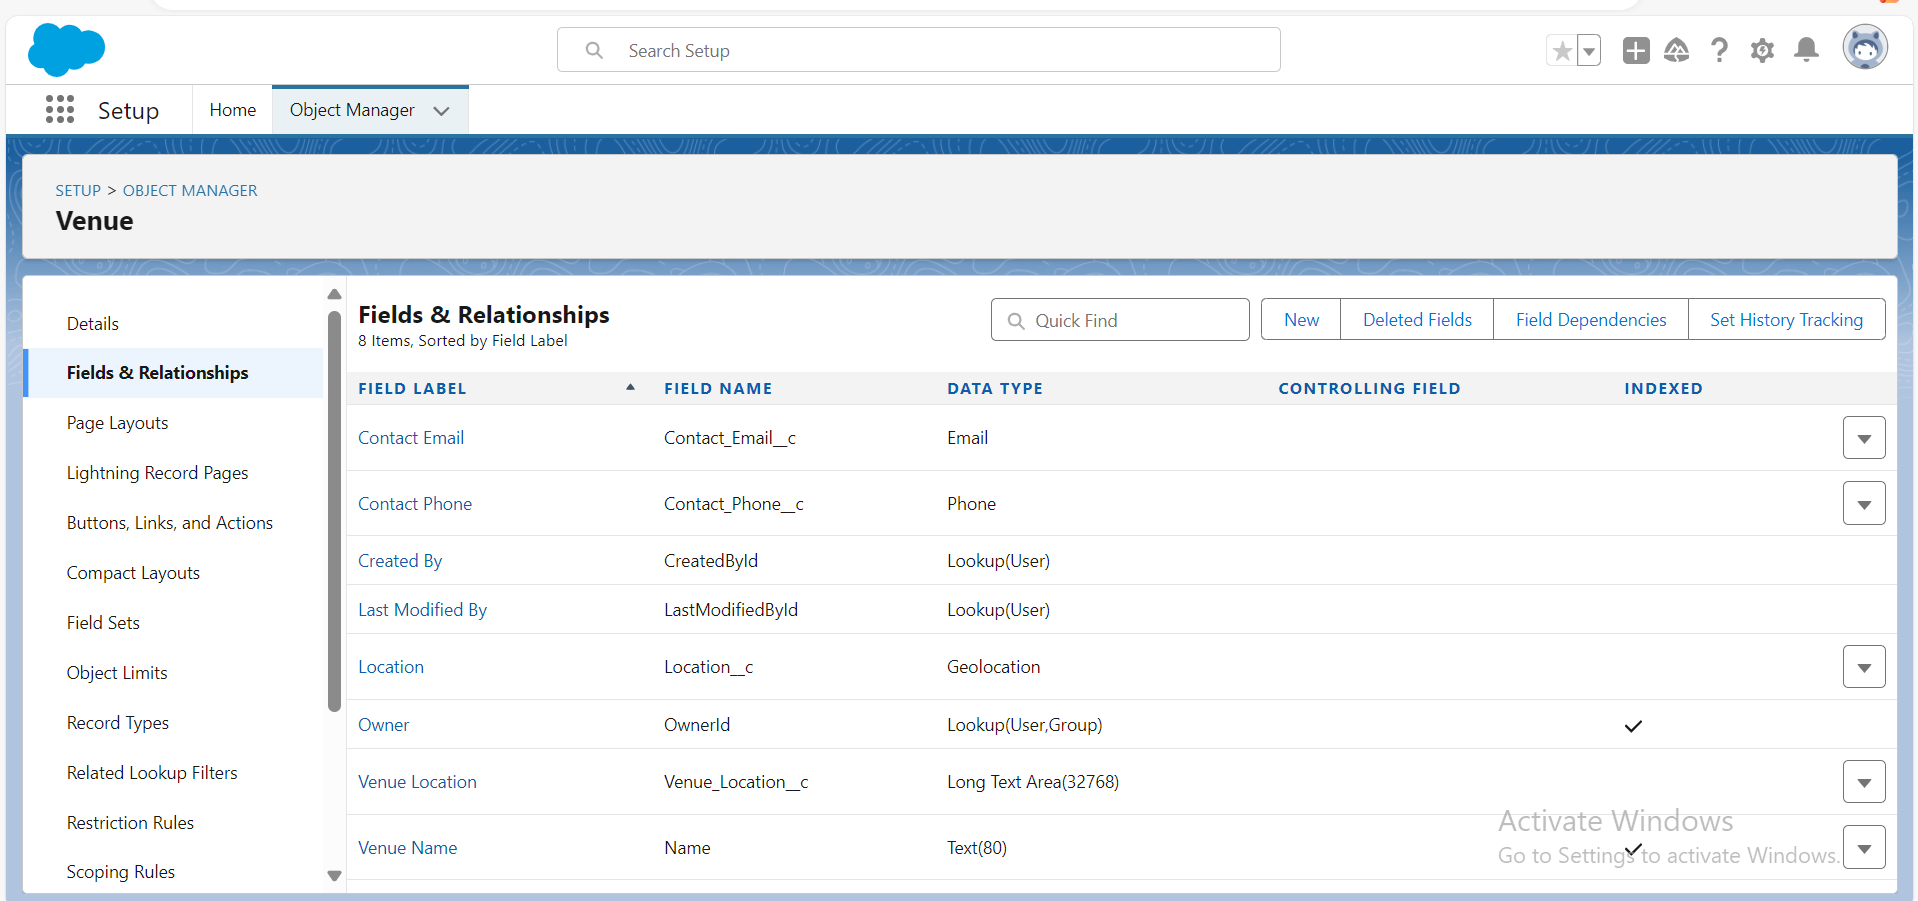 Search Setup
Setup
Home
Object Manager
SETUP > OBJECT MANAGER
Venue
Details
Fields & Relationships
Page Layouts
Lightning Record Pages
Buttons, Links, and Actions
Compact Layouts
Field Sets
Object Limits
Record Types
Related Lookup Filters
Restriction Rules
Scoping Rules
Fields & Relationships
8 Items, Sorted by Field Label
Quick Find
New
Deleted Fields
Field Dependencies
Set History Tracking
FIELD LABEL FIELD NAME DATA TYPE CONTROLLING FIELD INDEXED
Contact Email Contact_Email__c Email
Contact Phone Contact_Phone__c Phone
Created By CreatedById Lookup(User)
Last Modified By LastModifiedById Lookup(User)
Location Location__c Geolocation
Owner OwnerId Lookup(User,Group)
Venue Location Venue_Location__c Long Text Area(32768)
Venue Name Name Text(80)
Activate Windows
Go to Settings to activate Windows.